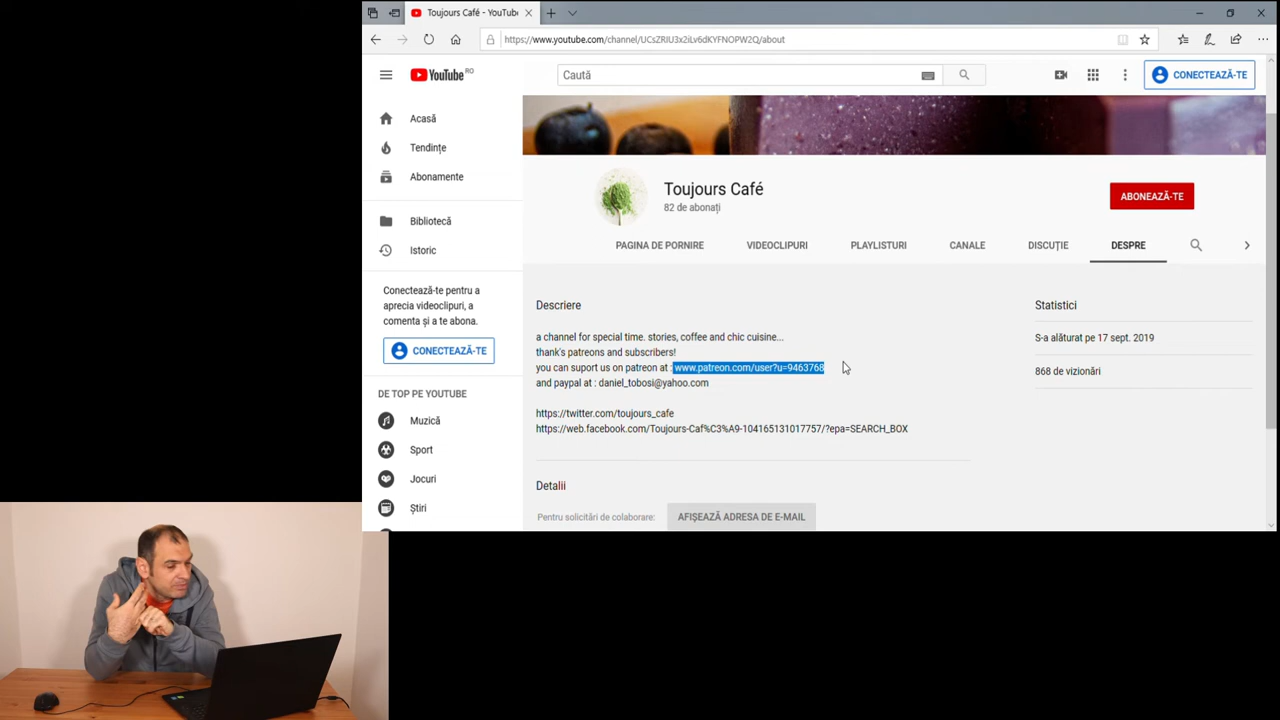 Toujours Café - YouTube
https://www.youtube.com/channel/UCsZRIU3x2iLv6dKYFNOPW2Q/about
YouTube RO
Caută
CONECTEAZĂ-TE
Acasă
Tendințe
Abonamente
Bibliotecă
Istoric
Conectează-te pentru a
aprecia videoclipuri, a
comenta și a te abona.
CONECTEAZĂ-TE
DE TOP PE YOUTUBE
Muzică
Sport
Jocuri
Știri
Toujours Café
82 de abonați
ABONEAZĂ-TE
PAGINA DE PORNIRE
VIDEOCLIPURI
PLAYLISTURI
CANALE
DISCUȚIE
DESPRE
Descriere
a channel for special time. stories, coffee and chic cuisine...
thank's patreons and subscribers!
you can suport us on patreon at : www.patreon.com/user?u=9463768
and paypal at : daniel_tobosi@yahoo.com
https://twitter.com/toujours_cafe
https://web.facebook.com/Toujours-Caf%C3%A9-104165131017757/?epa=SEARCH_BOX
Detalii
Pentru solicitări de colaborare:
AFIȘEAZĂ ADRESA DE E-MAIL
Statistici
S-a alăturat pe 17 sept. 2019
868 de vizionări